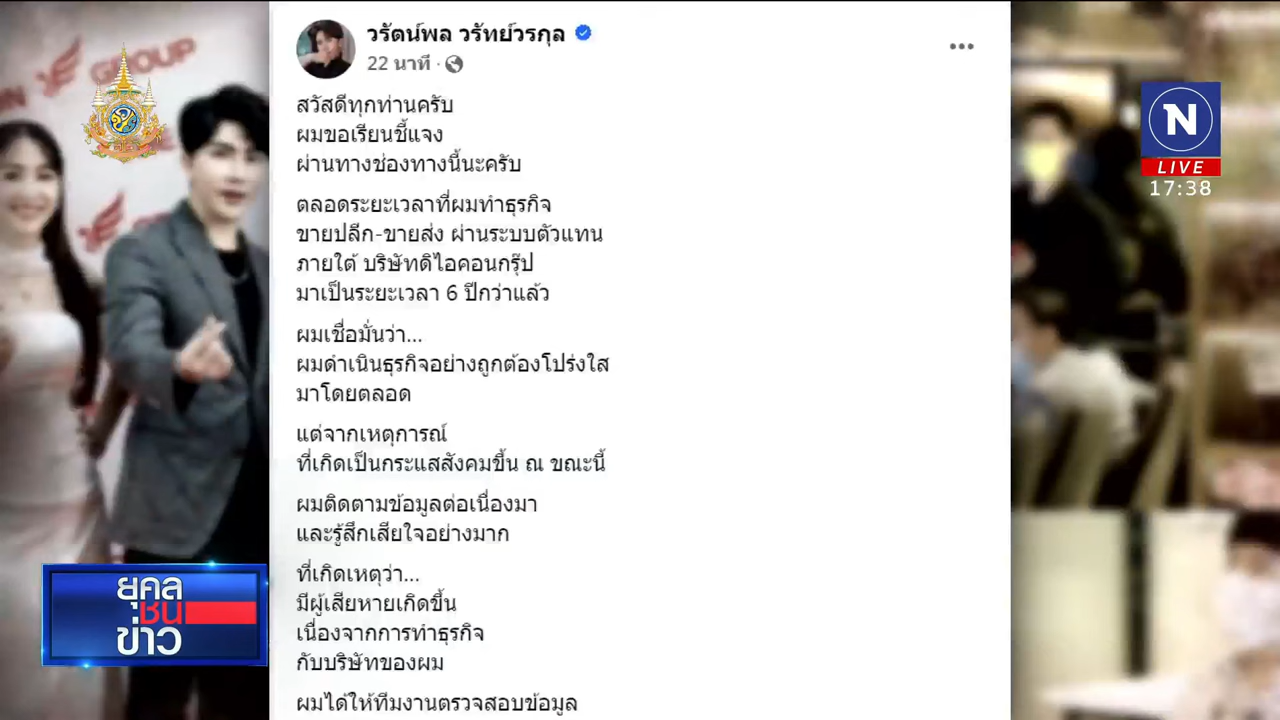 วรัตน์พล วรัทย์วรกุล
22 นาที ·
สวัสดีทุกท่านครับ
ผมขอเรียนชี้แจง
ผ่านทางช่องทางนี้นะครับ
ตลอดระยะเวลาที่ผมทำธุรกิจ
ขายปลีก-ขายส่ง ผ่านระบบตัวแทน
ภายใต้ บริษัทดิไอคอนกรุ๊ป
มาเป็นระยะเวลา 6 ปีกว่าแล้ว
ผมเชื่อมั่นว่า...
ผมดำเนินธุรกิจอย่างถูกต้องโปร่งใส
มาโดยตลอด
แต่จากเหตุการณ์
ที่เกิดเป็นกระแสสังคมขึ้น ณ ขณะนี้
ผมติดตามข้อมูลต่อเนื่องมา
และรู้สึกเสียใจอย่างมาก
ที่เกิดเหตุว่า...
มีผู้เสียหายเกิดขึ้น
เนื่องจากการทำธุรกิจ
กับบริษัทของผม
ผมได้ให้ทีมงานตรวจสอบข้อมูล
GROUP
N
LIVE
17:38
ยุคล
ชน
ข่าว